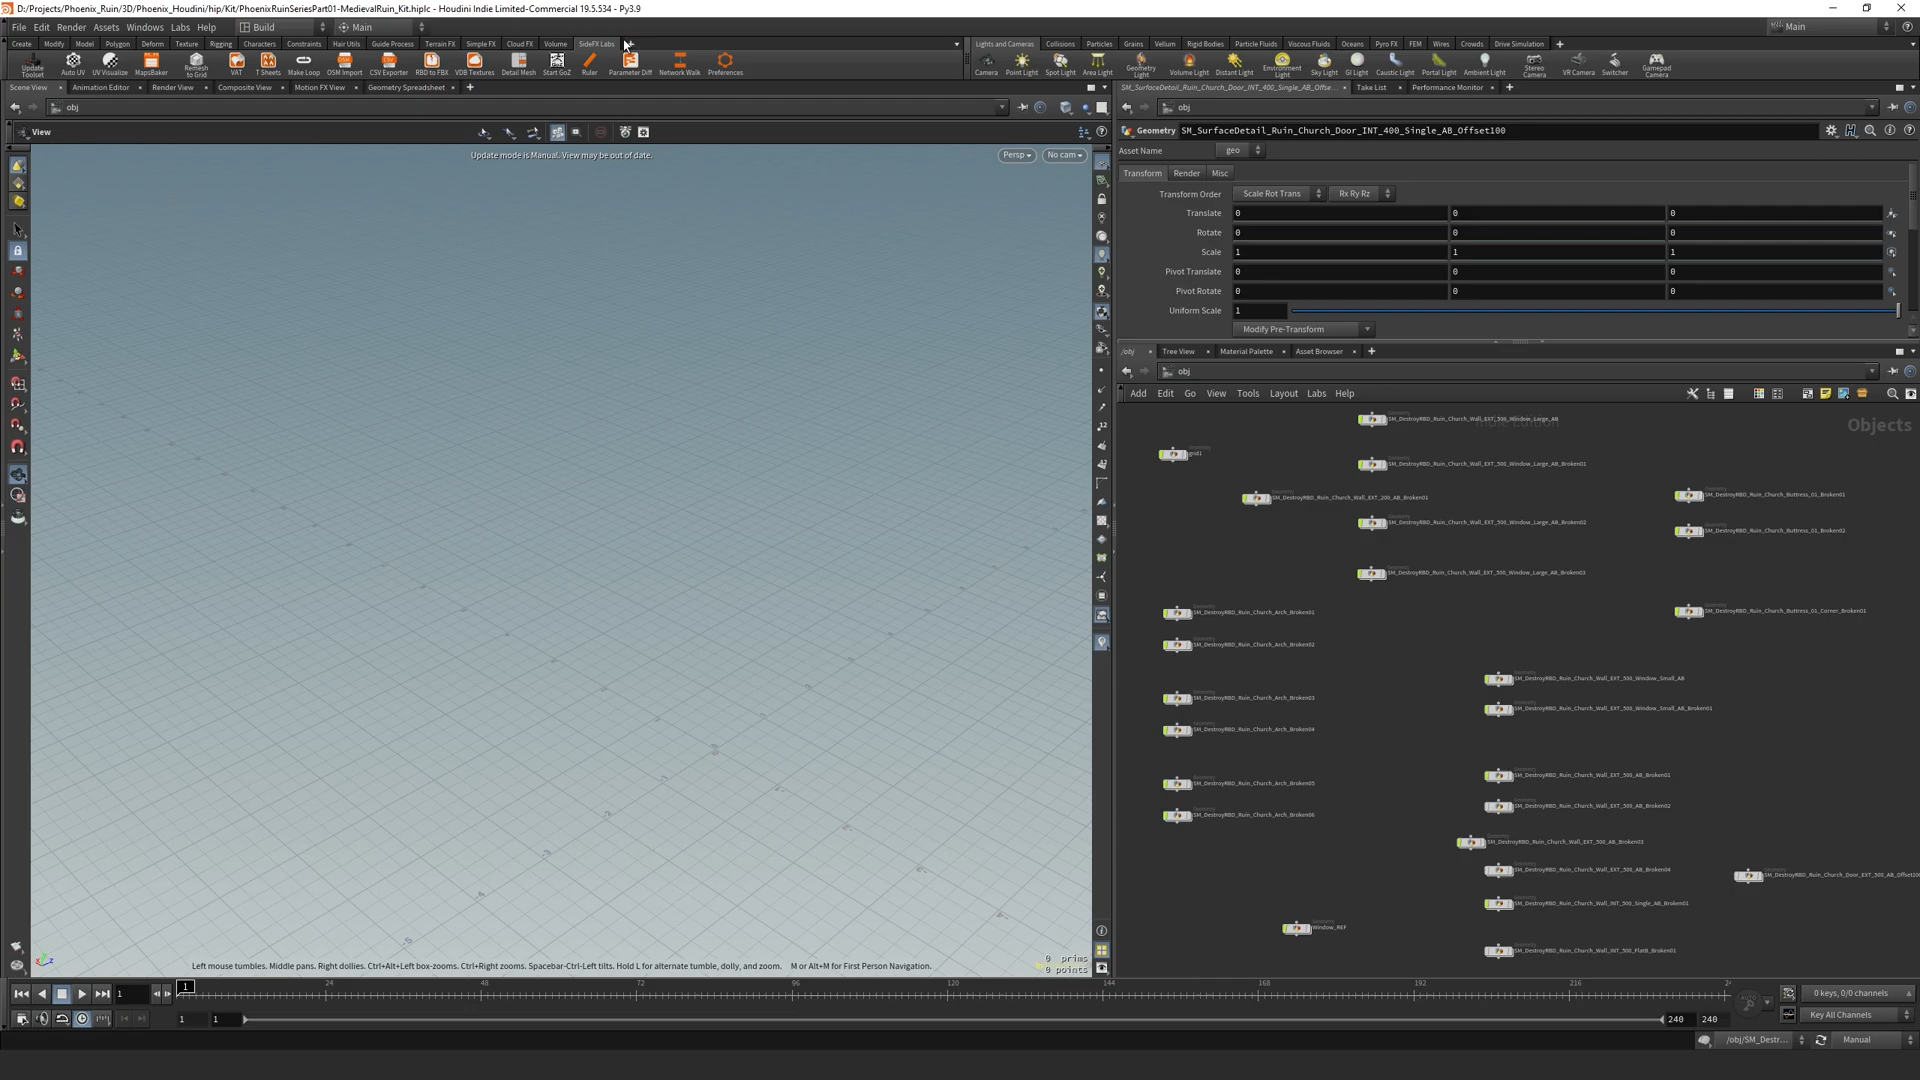 D:/Projects/Phoenix_Ruin/3D/Phoenix_Houdini/hip/Kit/PhoenixRuinSeriesPart01-MedievalRuin_Kit.hiplc - Houdini Indie Limited-Commercial 19.5.534 - Py3.9
File Edit Render Assets Windows Labs Help Build Main Main
Create Modify Model Polygon Deform Texture Rigging Characters Constraints Hair Utils Guide Process Terrain FX Simple FX Cloud FX Volume SideFX Labs
Lights and Cameras Collisions Particles Grains Vellum Rigid Bodies Particle Fluids Viscous Fluids Oceans Pyro FX FEM Wires Crowds Drive Simulation
Update Toolset Auto UV UV Visualize MapsBaker Remesh to Grid VAT T Sheets Make Loop OSM Import CSV Exporter RBD to FBX VDB Textures Detail Mesh Start GoZ Ruler Parameter Diff Network Walk Preferences
Camera Point Light Spot Light Area Light Geometry Light Volume Light Distant Light Environment Light Sky Light GI Light Caustic Light Portal Light Ambient Light Stereo Camera VR Camera Switcher Gamepad Camera
Scene View Animation Editor Render View Composite View Motion FX View Geometry Spreadsheet
SM_SurfaceDetail_Ruin_Church_Door_INT_400_Single_AB_Offse... Take List Performance Monitor
obj
obj
View
Update mode is Manual. View may be out of date.
Persp No cam
Geometry SM_SurfaceDetail_Ruin_Church_Door_INT_400_Single_AB_Offset100
Asset Name geo
Transform Render Misc
Transform Order Scale Rot Trans Rx Ry Rz
Translate 0 0 0
Rotate 0 0 0
Scale 1 1 1
Pivot Translate 0 0 0
Pivot Rotate 0 0 0
Uniform Scale 1
Modify Pre-Transform
/obj Tree View Material Palette Asset Browser
obj
Add Edit Go View Tools Layout Labs Help
Indie Edition
Objects
SM_DestroyRBD_Ruin_Church_Wall_EXT_500_Window_Large_AB
grid1
SM_DestroyRBD_Ruin_Church_Wall_EXT_500_Window_Large_AB_Broken01
SM_DestroyRBD_Ruin_Church_Wall_EXT_200_AB_Broken01
SM_DestroyRBD_Ruin_Church_Buttress_01_Broken01
SM_DestroyRBD_Ruin_Church_Wall_EXT_500_Window_Large_AB_Broken02
SM_DestroyRBD_Ruin_Church_Buttress_01_Broken02
SM_DestroyRBD_Ruin_Church_Wall_EXT_500_Window_Large_AB_Broken03
SM_DestroyRBD_Ruin_Church_Arch_Broken01
SM_DestroyRBD_Ruin_Church_Buttress_01_Corner_Broken01
SM_DestroyRBD_Ruin_Church_Arch_Broken02
SM_DestroyRBD_Ruin_Church_Wall_EXT_500_Window_Small_AB
SM_DestroyRBD_Ruin_Church_Arch_Broken03
SM_DestroyRBD_Ruin_Church_Wall_EXT_500_Window_Small_AB_Broken01
SM_DestroyRBD_Ruin_Church_Arch_Broken04
SM_DestroyRBD_Ruin_Church_Wall_EXT_500_AB_Broken01
SM_DestroyRBD_Ruin_Church_Arch_Broken05
SM_DestroyRBD_Ruin_Church_Wall_EXT_500_AB_Broken02
SM_DestroyRBD_Ruin_Church_Arch_Broken06
SM_DestroyRBD_Ruin_Church_Wall_EXT_500_AB_Broken03
SM_DestroyRBD_Ruin_Church_Wall_EXT_500_AB_Broken04
SM_DestroyRBD_Ruin_Church_Door_EXT_500_AB_Offset100
SM_DestroyRBD_Ruin_Church_Wall_INT_500_Single_AB_Broken01
Window_REF
SM_DestroyRBD_Ruin_Church_Wall_INT_500_FlatB_Broken01
0 prims
0 points
Left mouse tumbles. Middle pans. Right dollies. Ctrl+Alt+Left box-zooms. Ctrl+Right zooms. Spacebar-Ctrl-Left tilts. Hold L for alternate tumble, dolly, and zoom. M or Alt+M for First Person Navigation.
1 1 24 48 72 96 120 144 168 192 216
0 keys, 0/0 channels
1 1 240 240 Key All Channels
/obj/SM_Destr... Manual